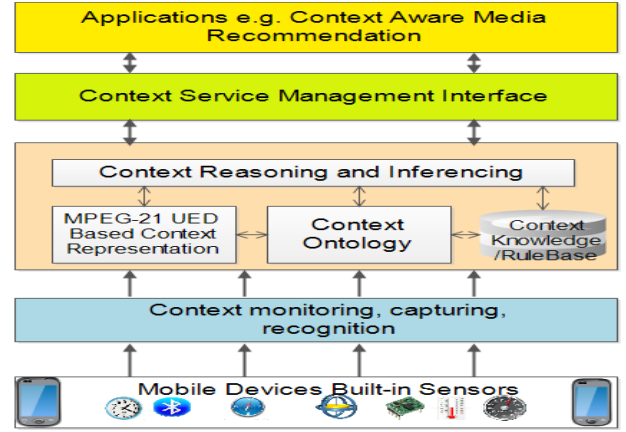 Applications e.g. Context Aware Media
Recommendation
Context Service Management Interface
Context Reasoning and Inferencing
MPEG-21 UED
Based Context
Representation
Context
Ontology
Context
Knowledge
/RuleBase
Context monitoring, capturing,
recognition
Mobile Devices Built-in Sensors